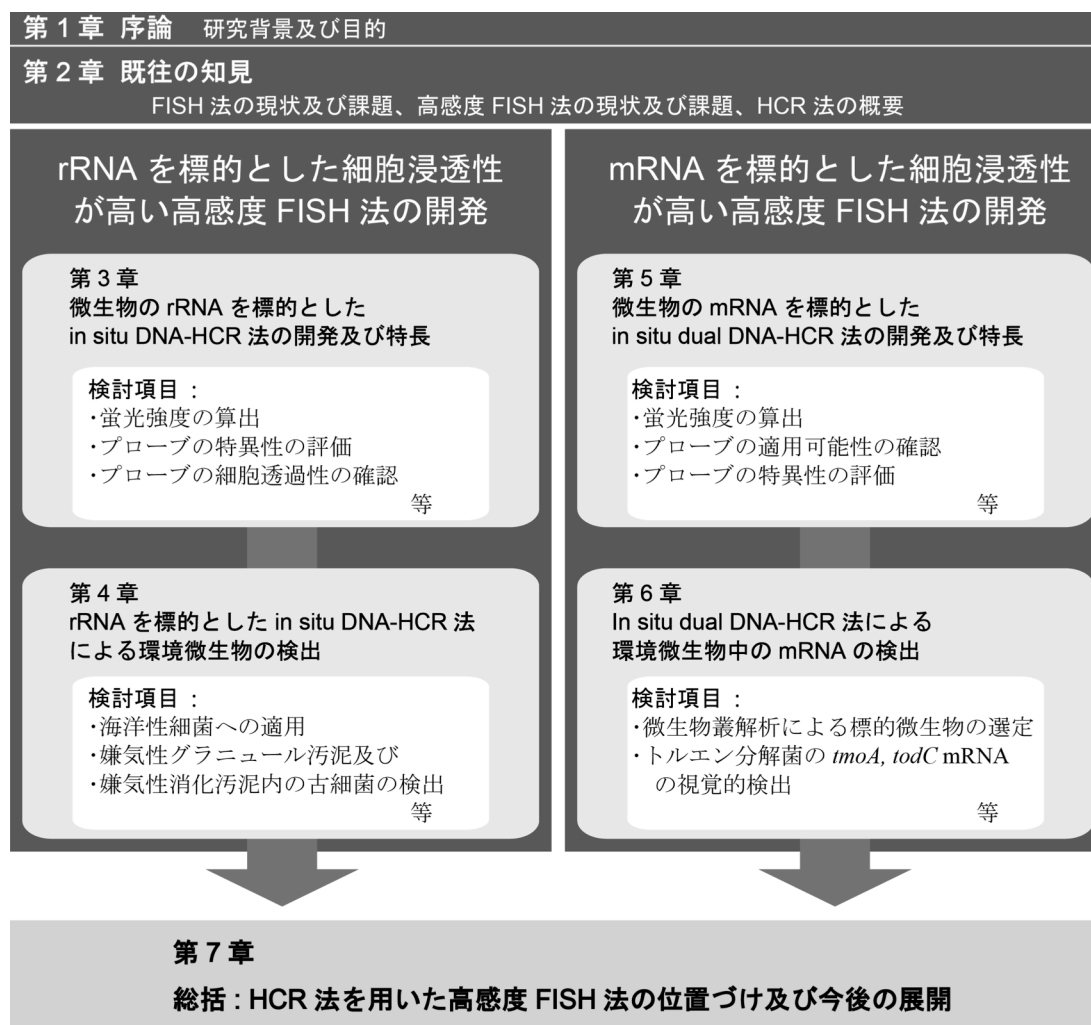 第 1 章 序論 研究背景及び目的
第 2 章 既往の知見
FISH 法の現状及び課題、高感度 FISH 法の現状及び課題、HCR 法の概要
rRNA を標的とした細胞浸透性
が高い高感度 FISH 法の開発
第 3 章
微生物の rRNA を標的とした
in situ DNA-HCR 法の開発及び特長
検討項目：
・蛍光強度の算出
・プローブの特異性の評価
・プローブの細胞透過性の確認
等
第 4 章
rRNA を標的とした in situ DNA-HCR 法
による環境微生物の検出
検討項目：
・海洋性細菌への適用
・嫌気性グラニュール汚泥及び
・嫌気性消化汚泥内の古細菌の検出
等
mRNA を標的とした細胞浸透性
が高い高感度 FISH 法の開発
第 5 章
微生物の mRNA を標的とした
in situ dual DNA-HCR 法の開発及び特長
検討項目：
・蛍光強度の算出
・プローブの適用可能性の確認
・プローブの特異性の評価
等
第 6 章
In situ dual DNA-HCR 法による
環境微生物中の mRNA の検出
検討項目：
・微生物叢解析による標的微生物の選定
・トルエン分解菌の tmoA, todC mRNA
の視覚的検出
等
第 7 章
総括 : HCR 法を用いた高感度 FISH 法の位置づけ及び今後の展開